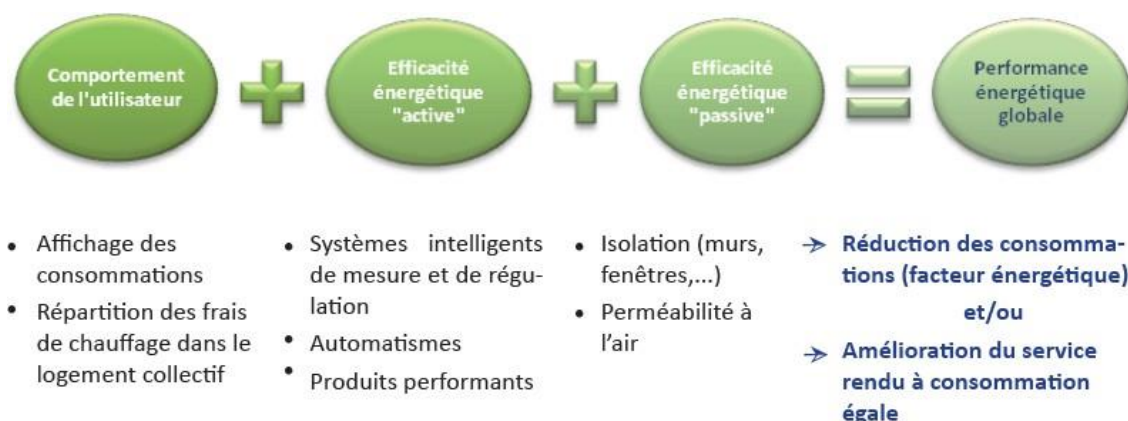 Comportement
de l'utilisateur
Efficacité
énergétique
"active"
Efficacité
énergétique
"passive"
Performance
énergétique
globale
• Affichage des
consommations
• Répartition des frais
de chauffage dans le
logement collectif
• Systèmes intelligents
de mesure et de régu-
lation
• Automatismes
• Produits performants
• Isolation (murs,
fenêtres,...)
• Perméabilité à
l'air
→ Réduction des consomma-
tions (facteur énergétique)
et/ou
→ Amélioration du service
rendu à consommation
égale